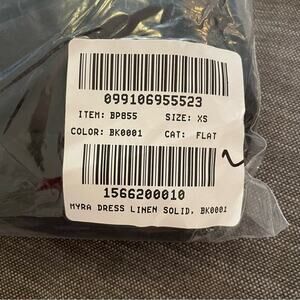 099106955523
ITEM: BP855 SIZE: XS
COLOR: BK0001 CAT: FLAT
1566200010
MYRA DRESS LINEN SOLID, BK0001